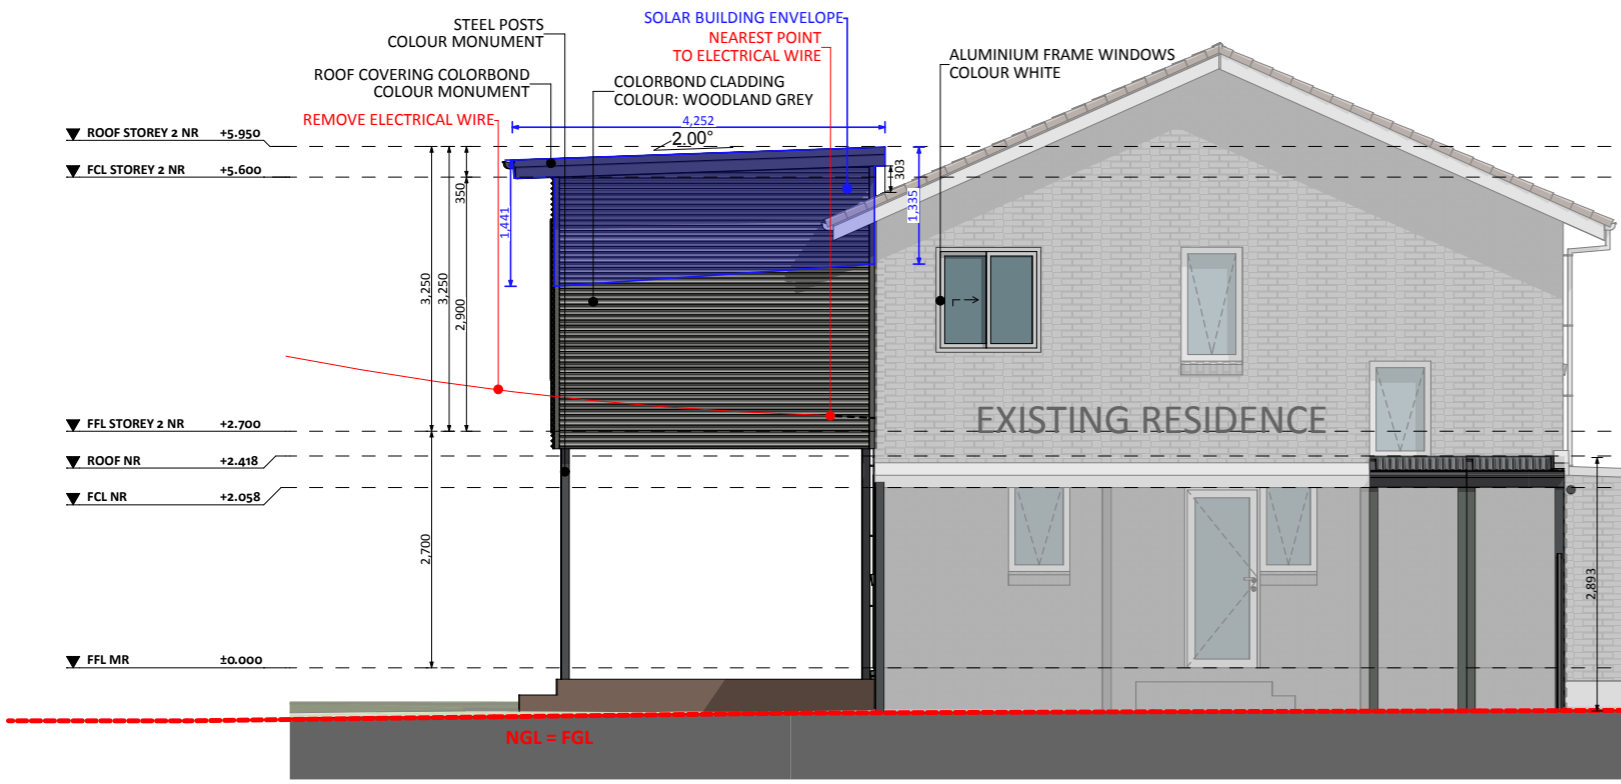 STEEL POSTS
COLOUR MONUMENT
SOLAR BUILDING ENVELOPE
NEAREST POINT
TO ELECTRICAL WIRE
ALUMINIUM FRAME WINDOWS
COLOUR WHITE
ROOF COVERING COLORBOND
COLOUR MONUMENT
COLORBOND CLADDING
COLOUR: WOODLAND GREY
REMOVE ELECTRICAL WIRE
4,252
2.00°
ROOF STOREY 2 NR +5.950
FCL STOREY 2 NR +5.600
350
303
1,441
1,335
3,250
3,250
2,900
EXISTING RESIDENCE
FFL STOREY 2 NR +2.700
ROOF NR +2.418
FCL NR +2.058
2,700
2,893
FFL MR ±0.000
NGL = FGL